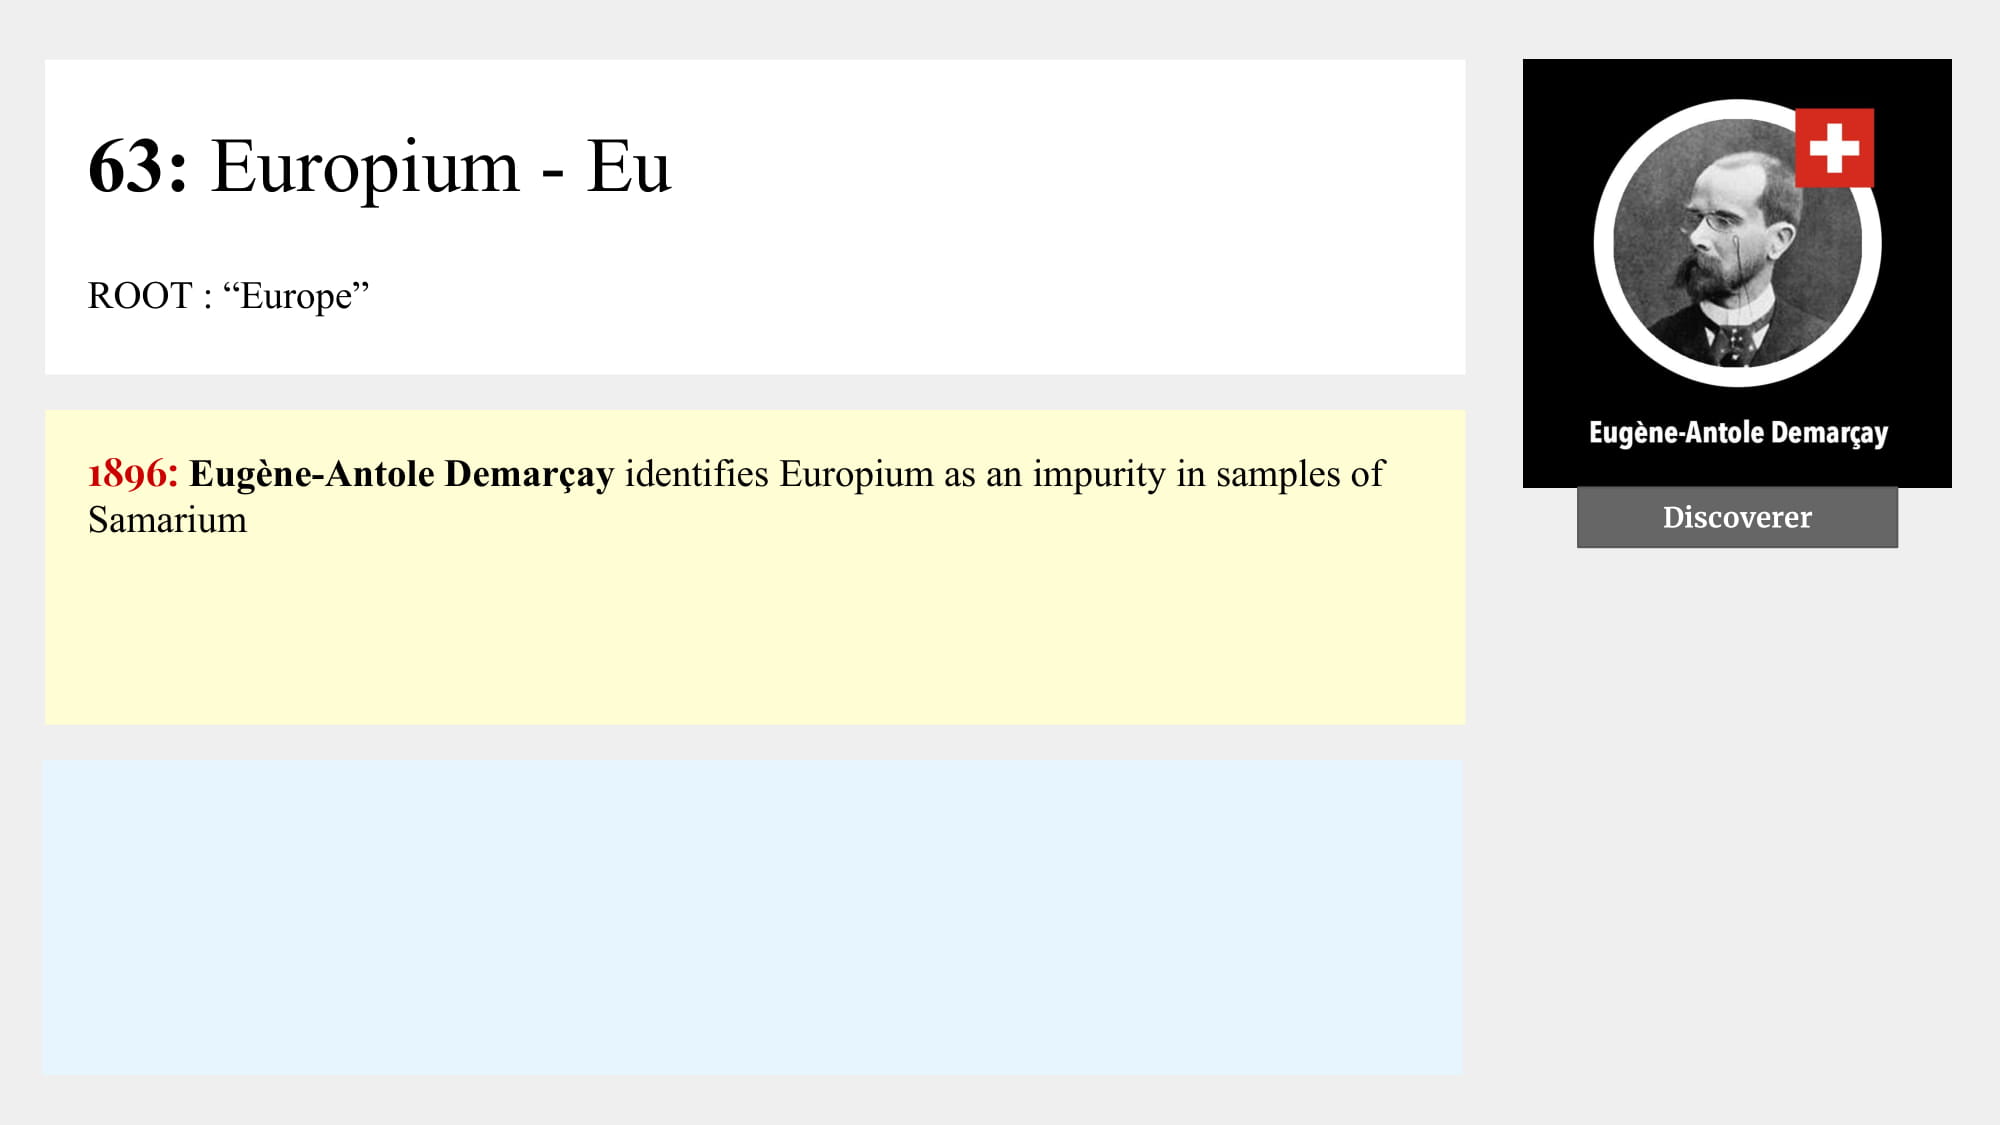 63: Europium - Eu
ROOT : “Europe”
1896: Eugène-Antole Demarçay identifies Europium as an impurity in samples of
Samarium
Eugène-Antole Demarçay
Discoverer